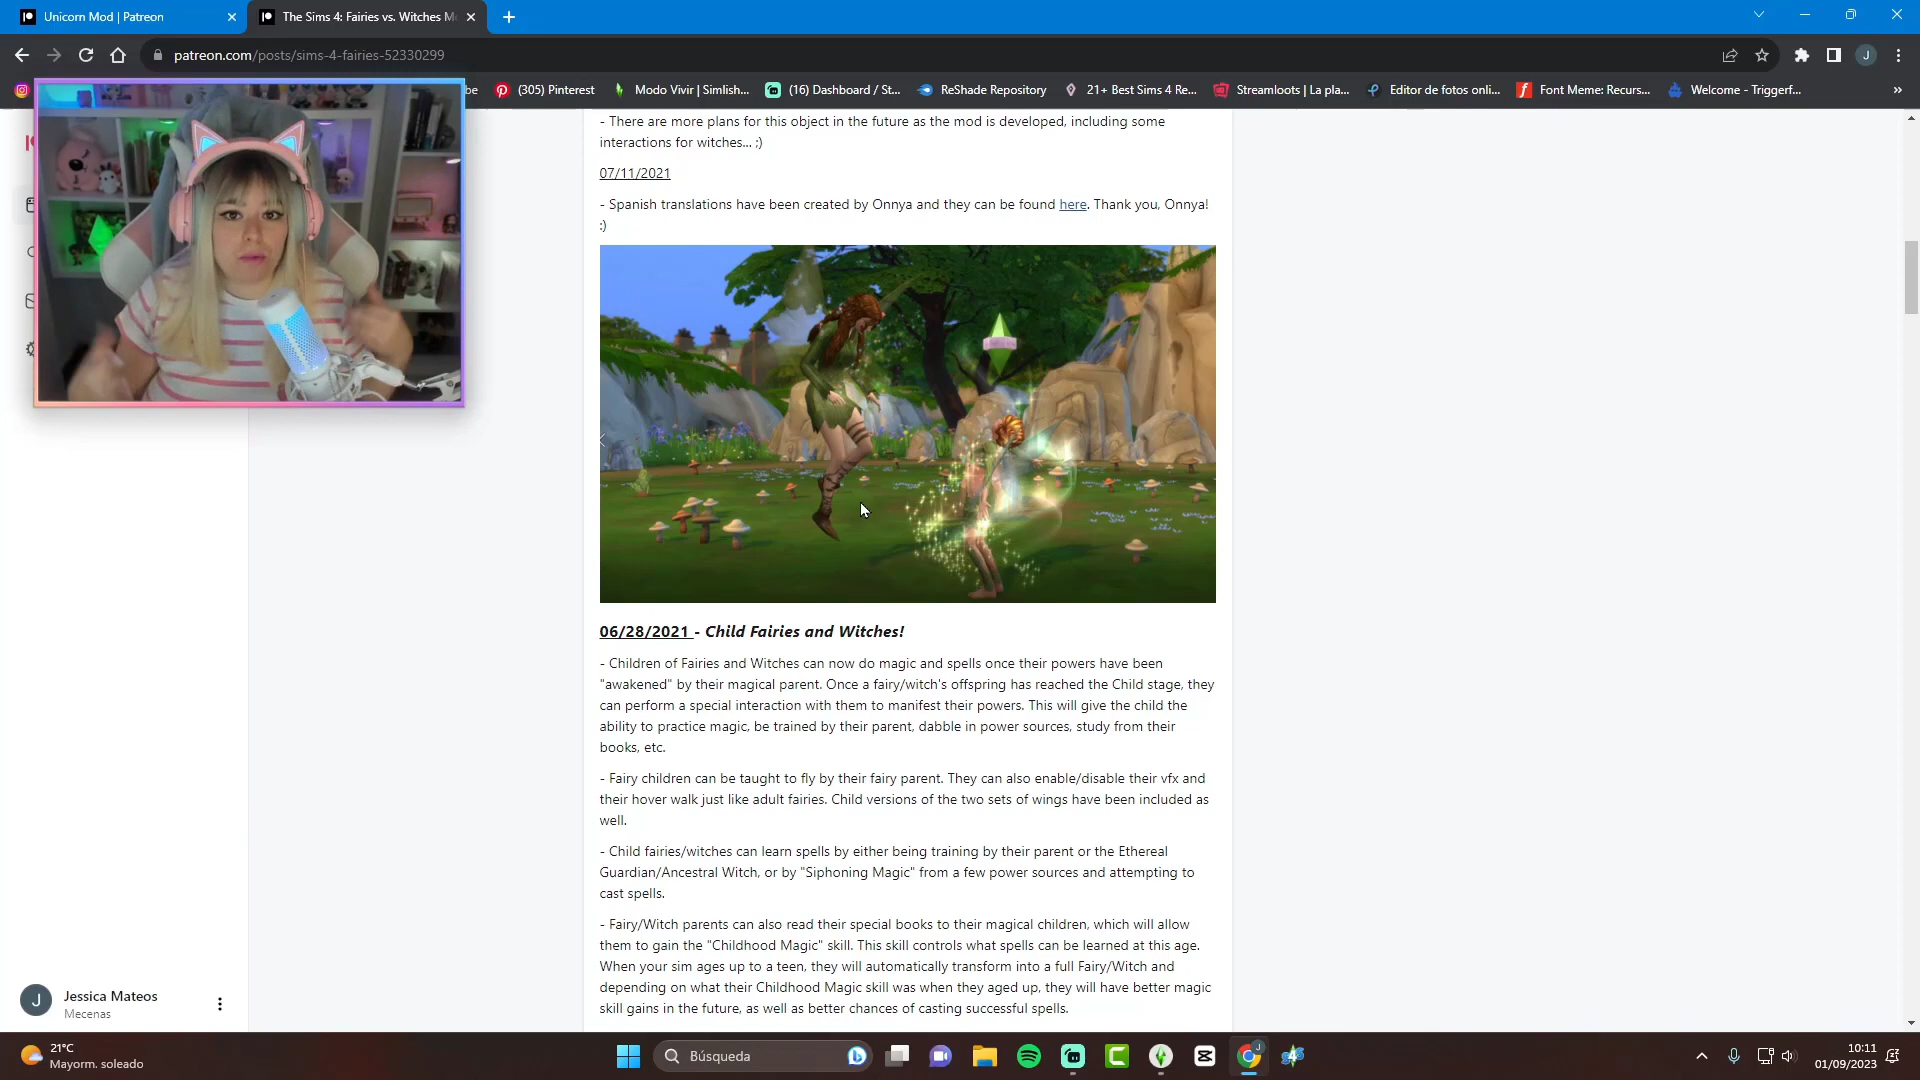 Unicorn Mod | Patreon
The Sims 4: Fairies vs. Witches M
patreon.com/posts/sims-4-fairies-52330299
J
be
(305) Pinterest
Modo Vivir | Simlish...
(16) Dashboard / St...
ReShade Repository
21+ Best Sims 4 Re...
Streamloots | La pla...
Editor de fotos onli...
Font Meme: Recurs...
Welcome - Triggerf...
»
- There are more plans for this object in the future as the mod is developed, including some
interactions for witches... ;)
07/11/2021
- Spanish translations have been created by Onnya and they can be found here. Thank you, Onnya!
:)
06/28/2021 - Child Fairies and Witches!
- Children of Fairies and Witches can now do magic and spells once their powers have been
"awakened" by their magical parent. Once a fairy/witch's offspring has reached the Child stage, they
can perform a special interaction with them to manifest their powers. This will give the child the
ability to practice magic, be trained by their parent, dabble in power sources, study from their
books, etc.
- Fairy children can be taught to fly by their fairy parent. They can also enable/disable their vfx and
their hover walk just like adult fairies. Child versions of the two sets of wings have been included as
well.
- Child fairies/witches can learn spells by either being training by their parent or the Ethereal
Guardian/Ancestral Witch, or by "Siphoning Magic" from a few power sources and attempting to
cast spells.
- Fairy/Witch parents can also read their special books to their magical children, which will allow
them to gain the "Childhood Magic" skill. This skill controls what spells can be learned at this age.
When your sim ages up to a teen, they will automatically transform into a full Fairy/Witch and
depending on what their Childhood Magic skill was when they aged up, they will have better magic
skill gains in the future, as well as better chances of casting successful spells.
J
Jessica Mateos
Mecenas
21°C
Mayorm. soleado
Búsqueda
10:11
01/09/2023